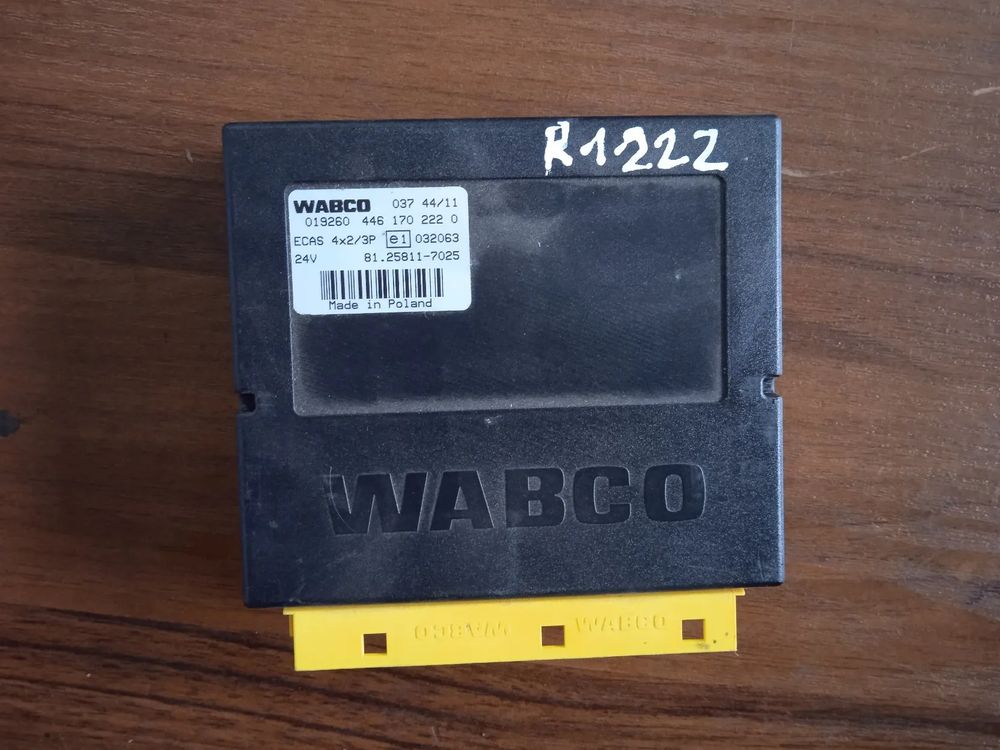 R1222
WABCO 037 44/11
019260 446 170 222 0
ECAS 4x2/3P e1 032063
24V 81.25811-7025
Made in Poland
WABCO
WABCO WABCO